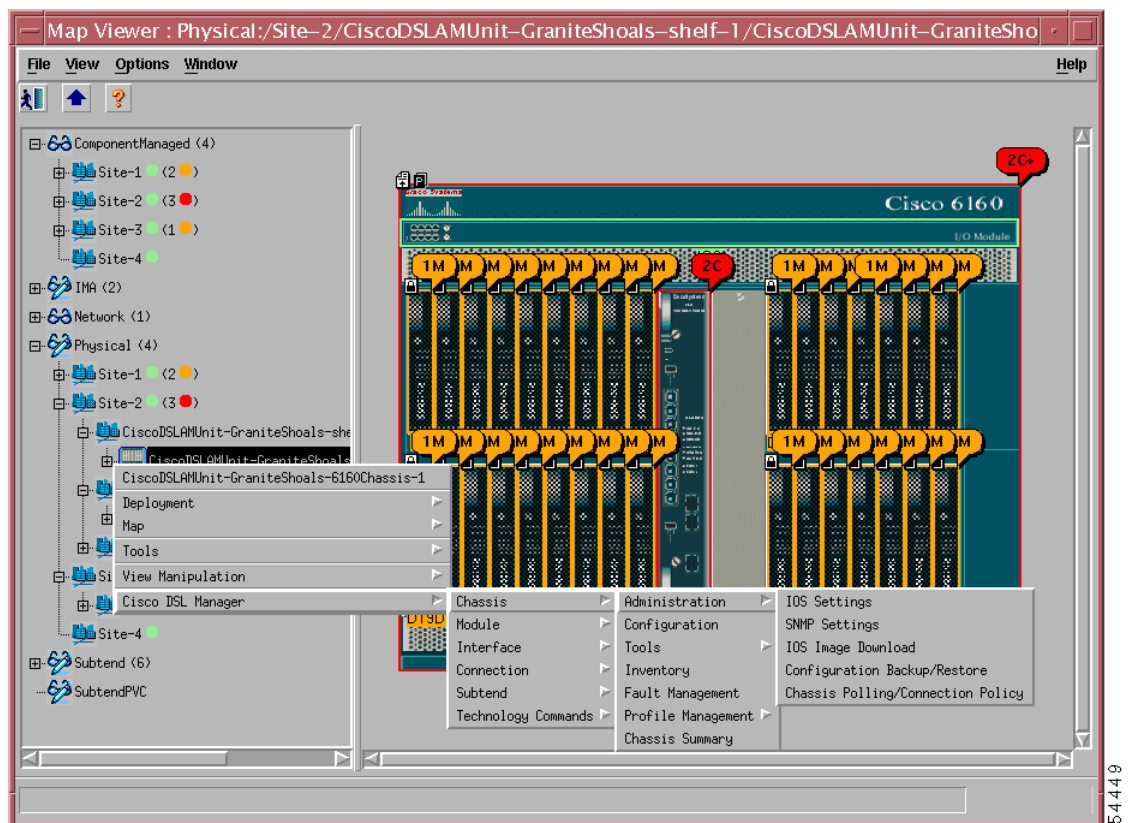 Map Viewer : Physical:/Site–2/CiscoDSLAMUnit–GraniteShoals–shelf–1/CiscoDSLAMUnit–GraniteSho
File View Options Window Help
ComponentManaged (4)
Site-1 (2 )
Site-2 (3 )
Site-3 (1 )
Site-4
IMA (2)
Network (1)
Physical (4)
Site-1 (2 )
Site-2 (3 )
CiscoDSLAMUnit-GraniteShoals-she
CiscoDSLAMUnit-GraniteShoals
Si
Site-4
Subtend (6)
SubtendPVC
CiscoDSLAMUnit-GraniteShoals-6160Chassis-1
Deployment
Map
Tools
View Manipulation
Cisco DSL Manager
Chassis
Module
Interface
Connection
Subtend
Technology Commands
Administration
Configuration
Tools
Inventory
Fault Management
Profile Management
Chassis Summary
IOS Settings
SNMP Settings
IOS Image Download
Configuration Backup/Restore
Chassis Polling/Connection Policy
2C+
P
Cisco Systems
Cisco 6160
I/O Module
1M M M M M M M M M 2C 1M M M 1M M M M
1M M M M M M M M M 1M M M M M M M
54449